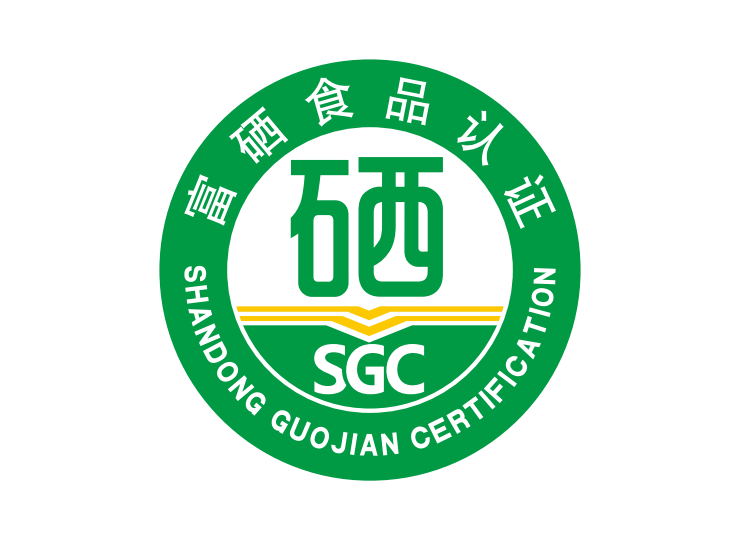 富硒食品认证
硒
SGC
SHANDONG GUOJIAN CERTIFICATION